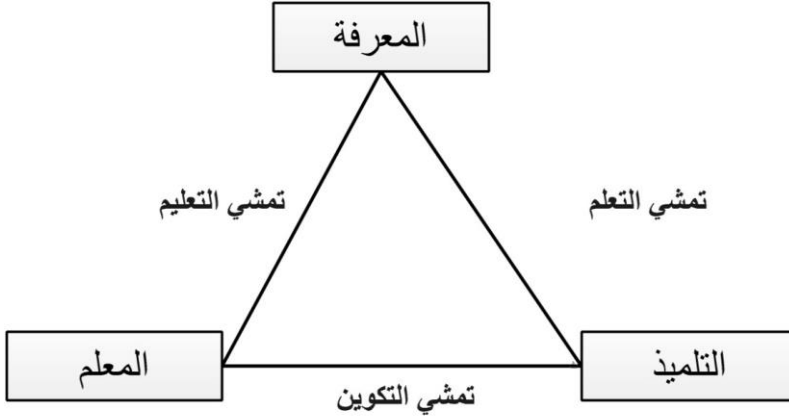 المعرفة
تمشي التعلم
تمشي التعليم
التلميذ
المعلم
تمشي التكوين